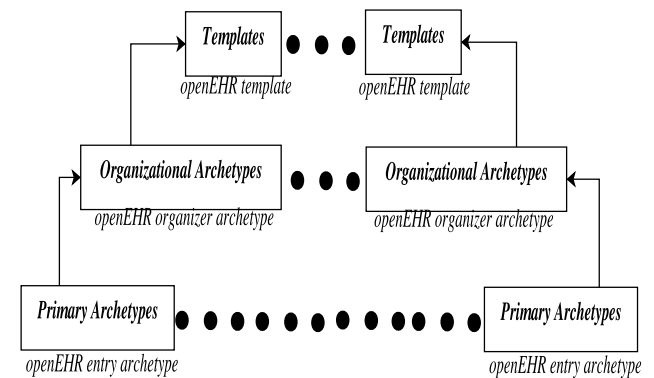 Templates
Templates
openEHR template
openEHR template
Organizational Archetypes
Organizational Archetypes
openEHR organizer archetype
openEHR organizer archetype
Primary Archetypes
Primary Archetypes
openEHR entry archetype
openEHR entry archetype